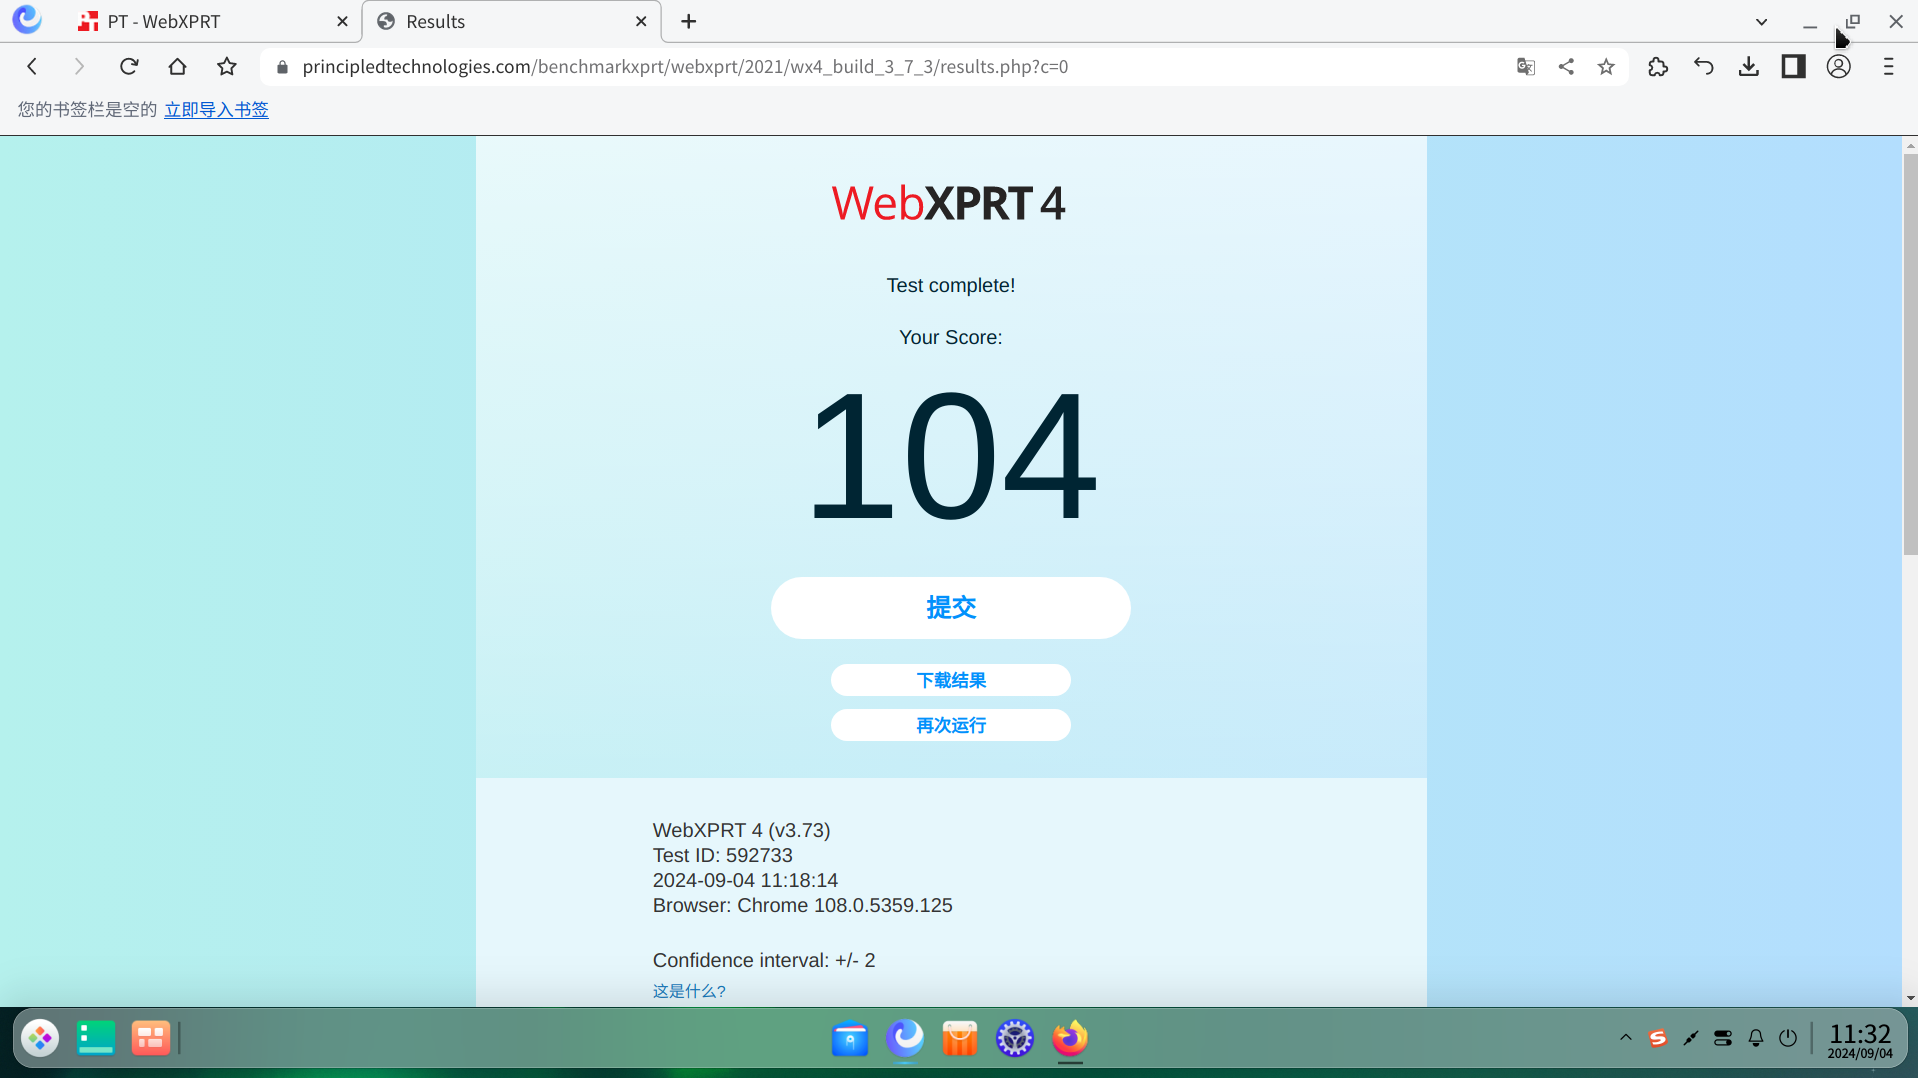 PT - WebXPRT
Results
principledtechnologies.com/benchmarkxprt/webxprt/2021/wx4_build_3_7_3/results.php?c=0
您的书签栏是空的 立即导入书签
WebXPRT 4
Test complete!
Your Score:
104
提交
下载结果
再次运行
WebXPRT 4 (v3.73)
Test ID: 592733
2024-09-04 11:18:14
Browser: Chrome 108.0.5359.125
Confidence interval: +/- 2
这是什么?
11:32
2024/09/04